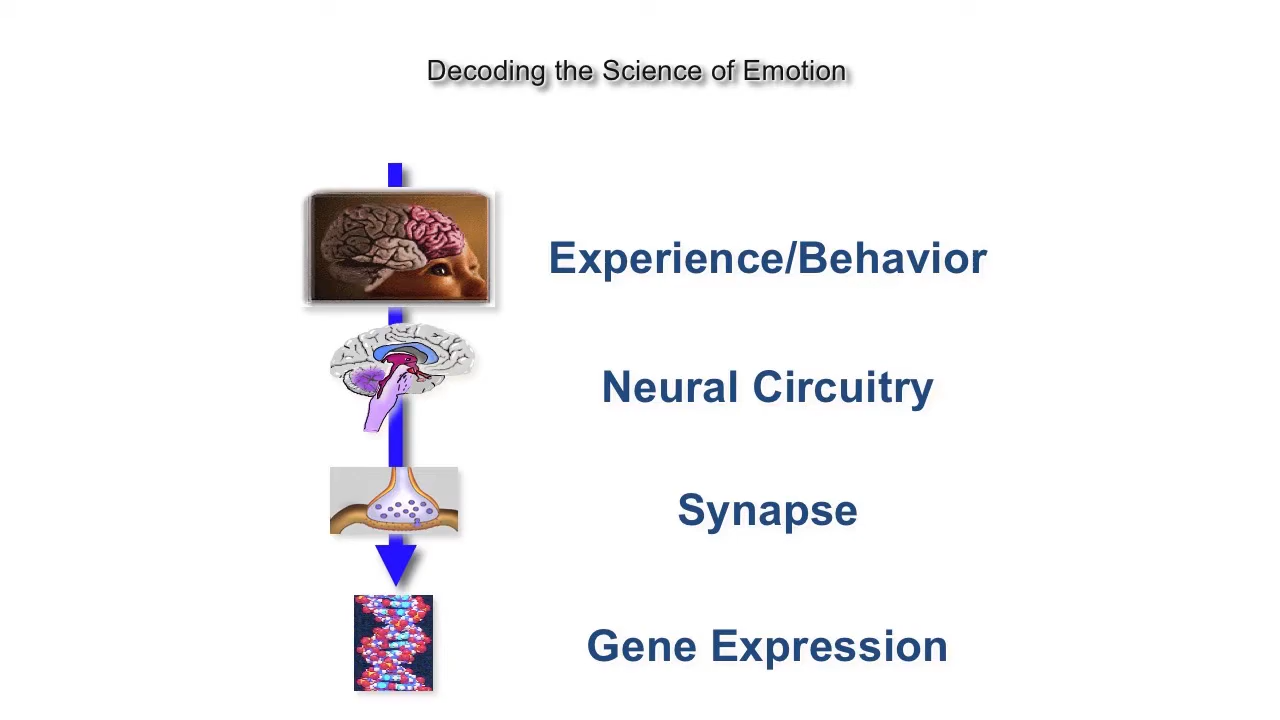 Decoding the Science of Emotion
Experience/Behavior
Neural Circuitry
Synapse
Gene Expression